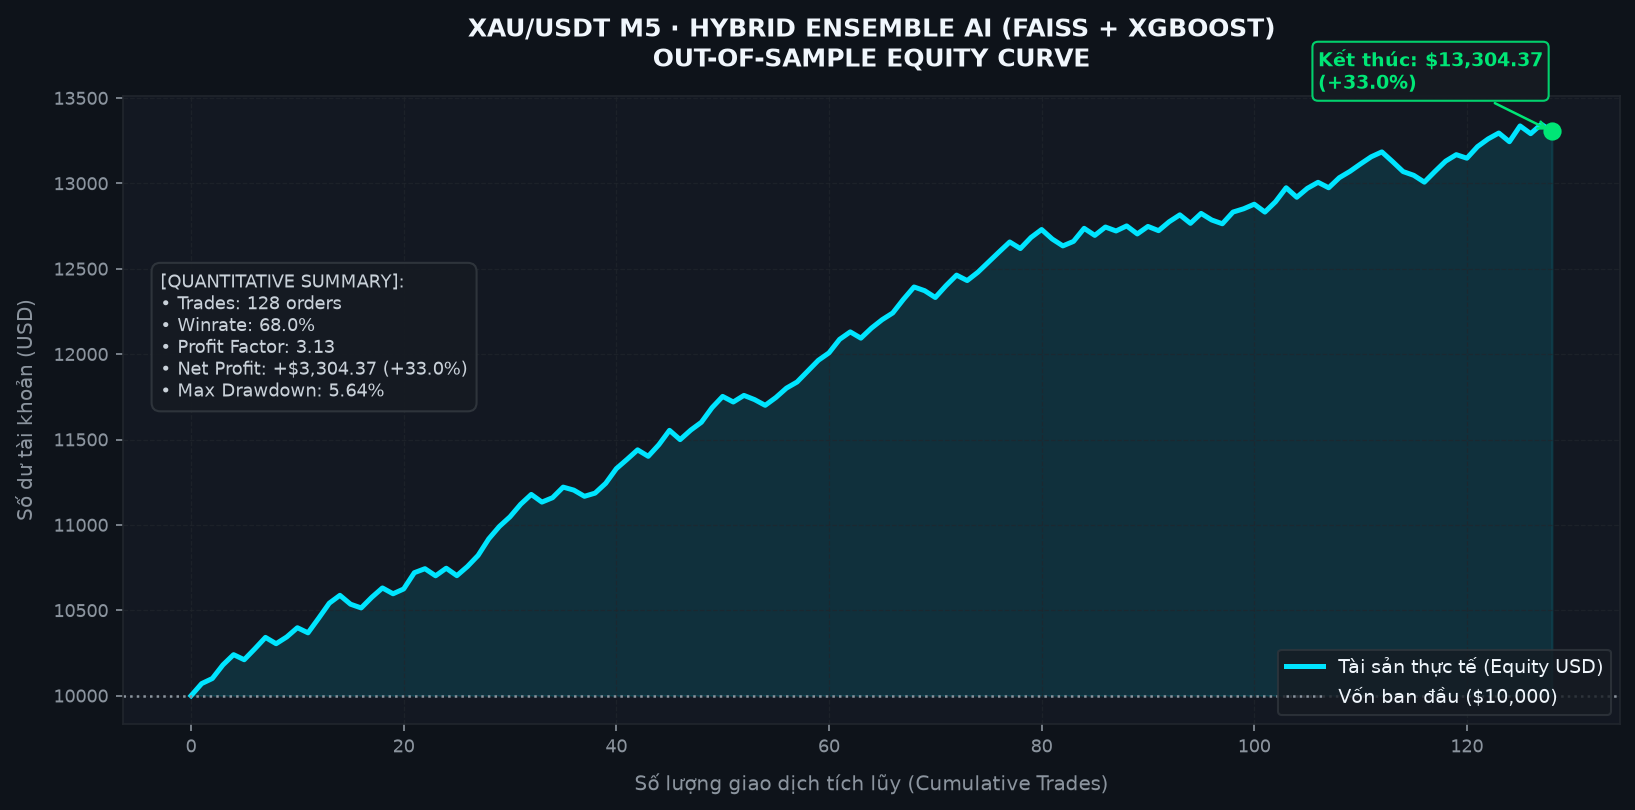 XAU/USDT M5 · HYBRID ENSEMBLE AI (FAISS + XGBOOST)
OUT-OF-SAMPLE EQUITY CURVE
Kết thúc: $13,304.37
(+33.0%)
13500
13000
12500
12000
11500
11000
10500
10000
Số dư tài khoản (USD)
[QUANTITATIVE SUMMARY]:
• Trades: 128 orders
• Winrate: 68.0%
• Profit Factor: 3.13
• Net Profit: +$3,304.37 (+33.0%)
• Max Drawdown: 5.64%
Tài sản thực tế (Equity USD)
Vốn ban đầu ($10,000)
0 20 40 60 80 100 120
Số lượng giao dịch tích lũy (Cumulative Trades)